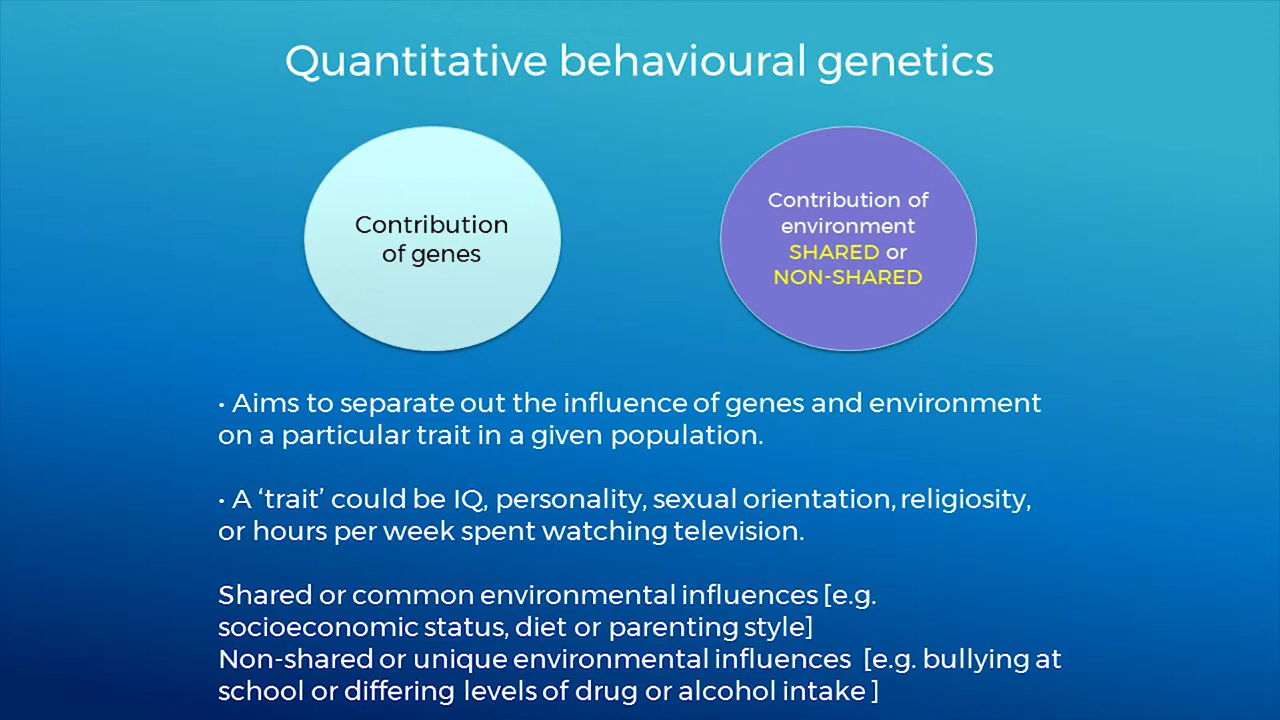 Quantitative behavioural genetics
Contribution
of genes
Contribution of
environment
SHARED or
NON-SHARED
• Aims to separate out the influence of genes and environment
on a particular trait in a given population.
• A ‘trait’ could be IQ, personality, sexual orientation, religiosity,
or hours per week spent watching television.
Shared or common environmental influences [e.g.
socioeconomic status, diet or parenting style]
Non-shared or unique environmental influences [e.g. bullying at
school or differing levels of drug or alcohol intake ]